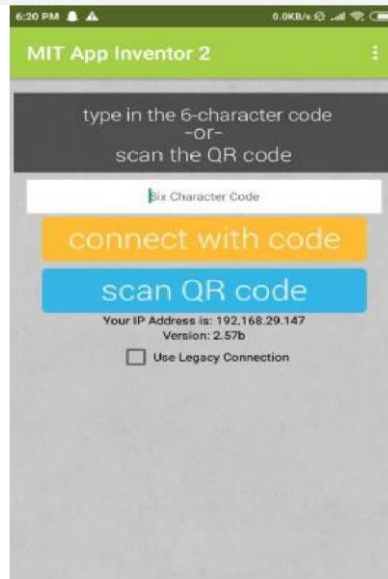 6:20 PM 0.0KB/s
MIT App Inventor 2
type in the 6-character code
-or-
scan the QR code
Six Character Code
connect with code
scan QR code
Your IP Address is: 192.168.29.147
Version: 2.57b
Use Legacy Connection